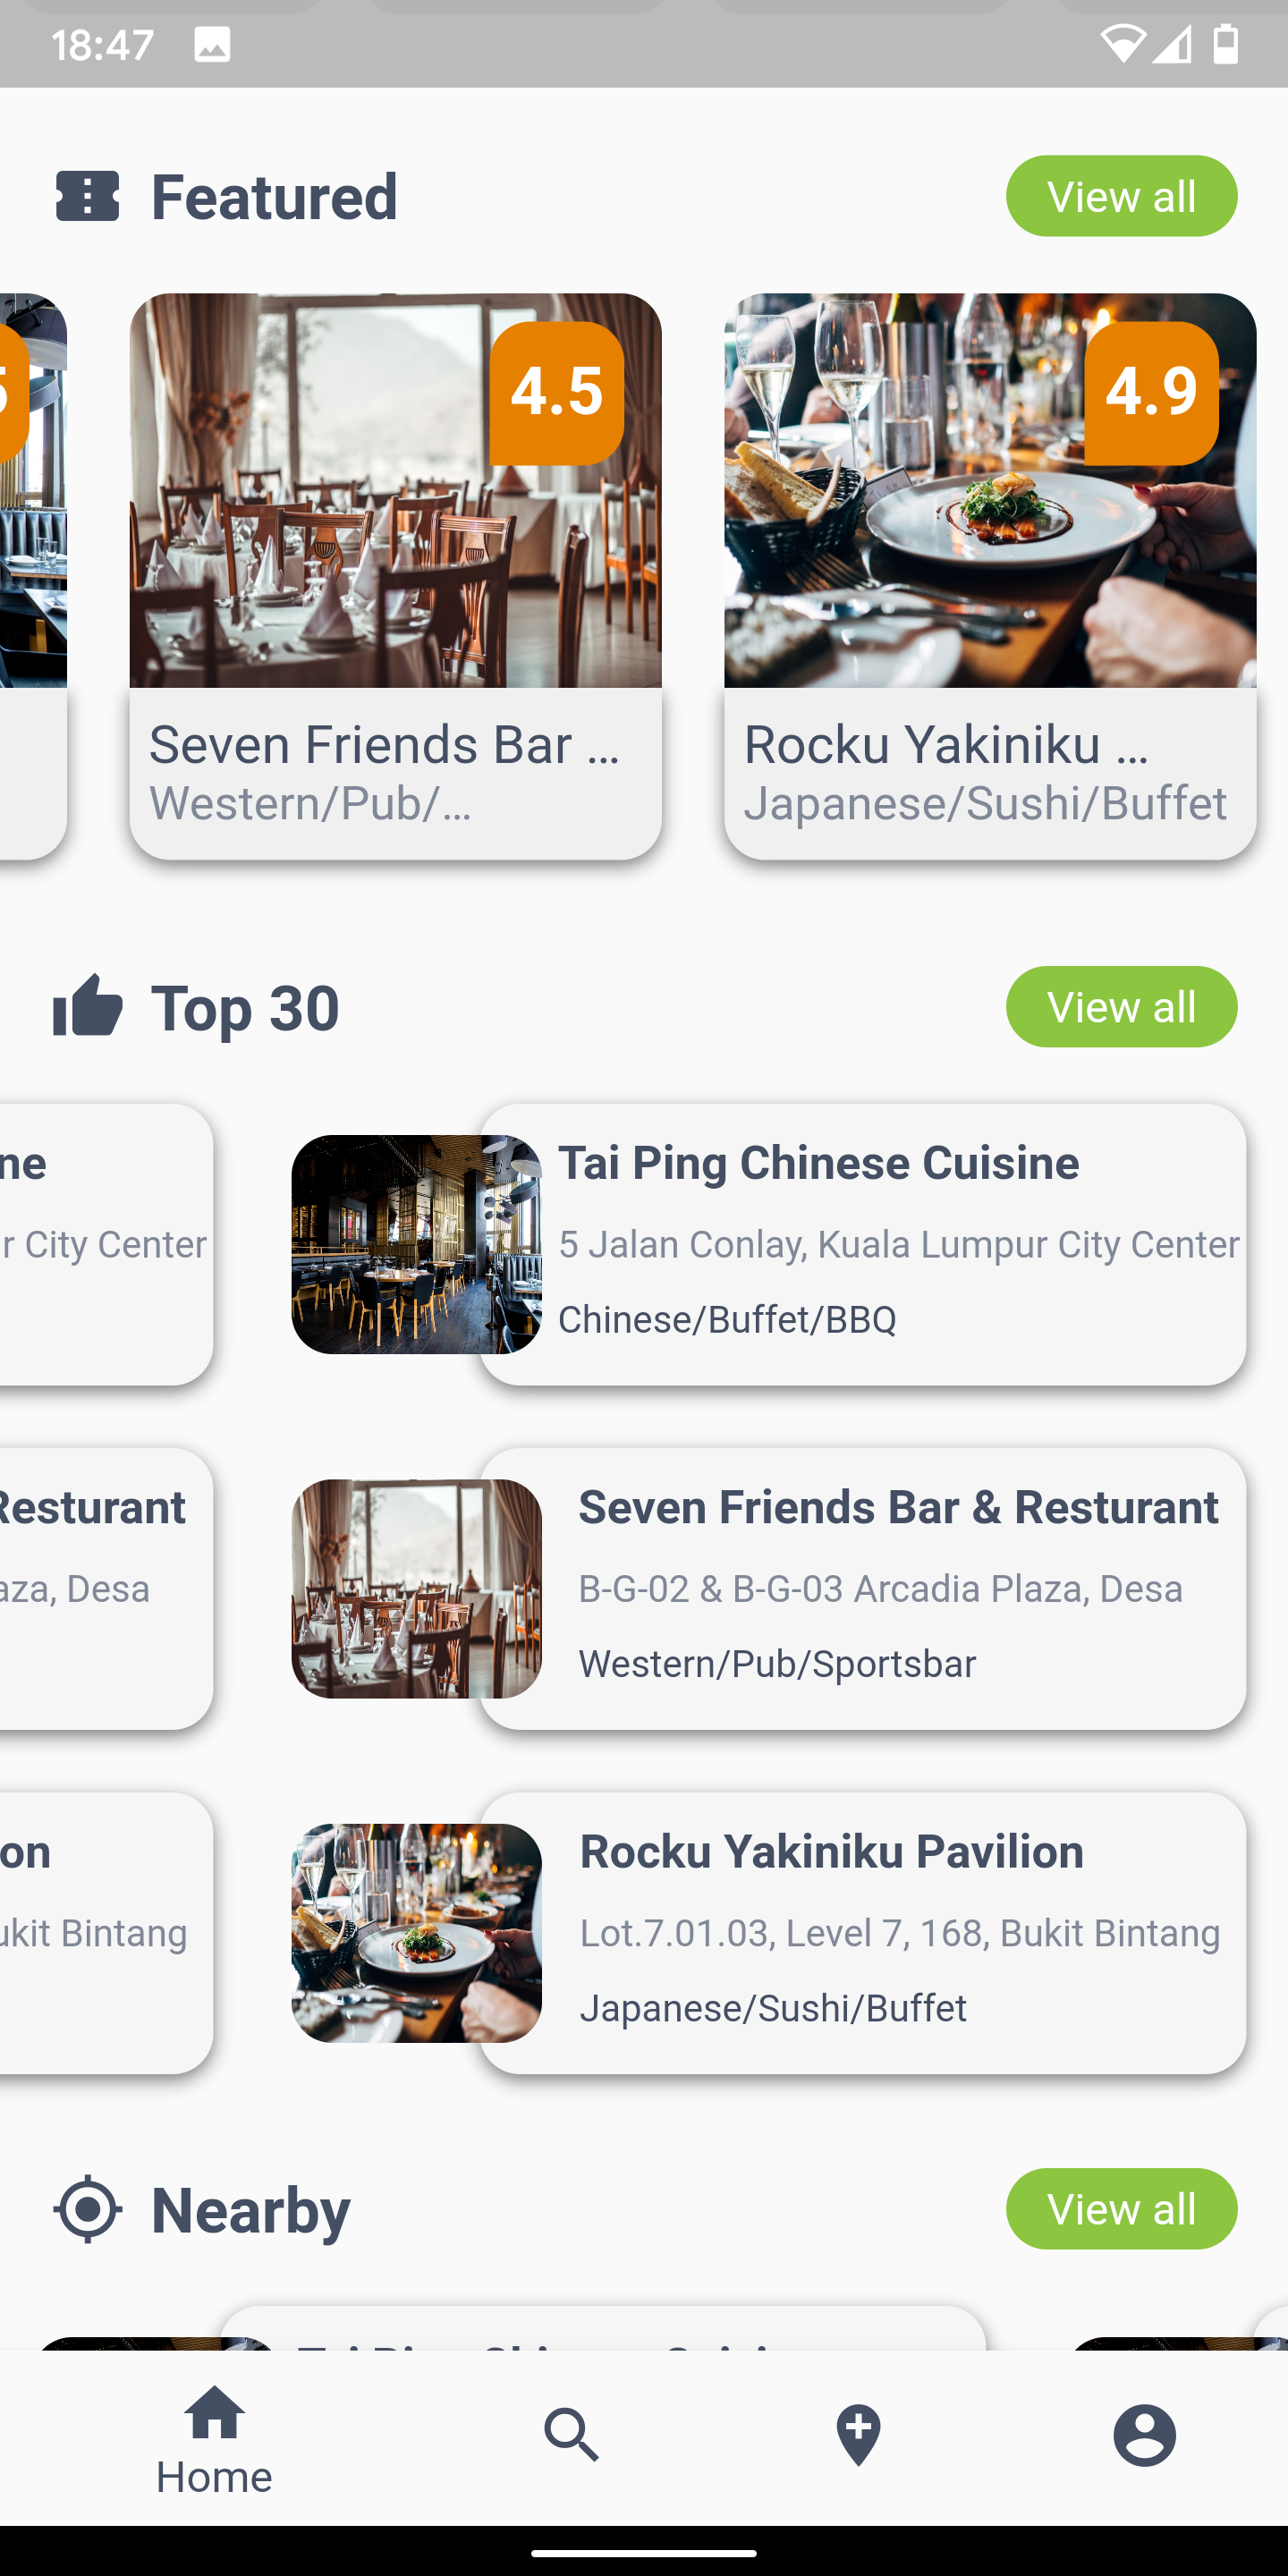 18:47
Featured
View all
5
4.5
4.9
Seven Friends Bar ...
Western/Pub/...
Rocku Yakiniku ...
Japanese/Sushi/Buffet
Top 30
View all
ne
r City Center
Tai Ping Chinese Cuisine
5 Jalan Conlay, Kuala Lumpur City Center
Chinese/Buffet/BBQ
Resturant
aza, Desa
Seven Friends Bar & Resturant
B-G-02 & B-G-03 Arcadia Plaza, Desa
Western/Pub/Sportsbar
on
ukit Bintang
Rocku Yakiniku Pavilion
Lot.7.01.03, Level 7, 168, Bukit Bintang
Japanese/Sushi/Buffet
Nearby
View all
Home